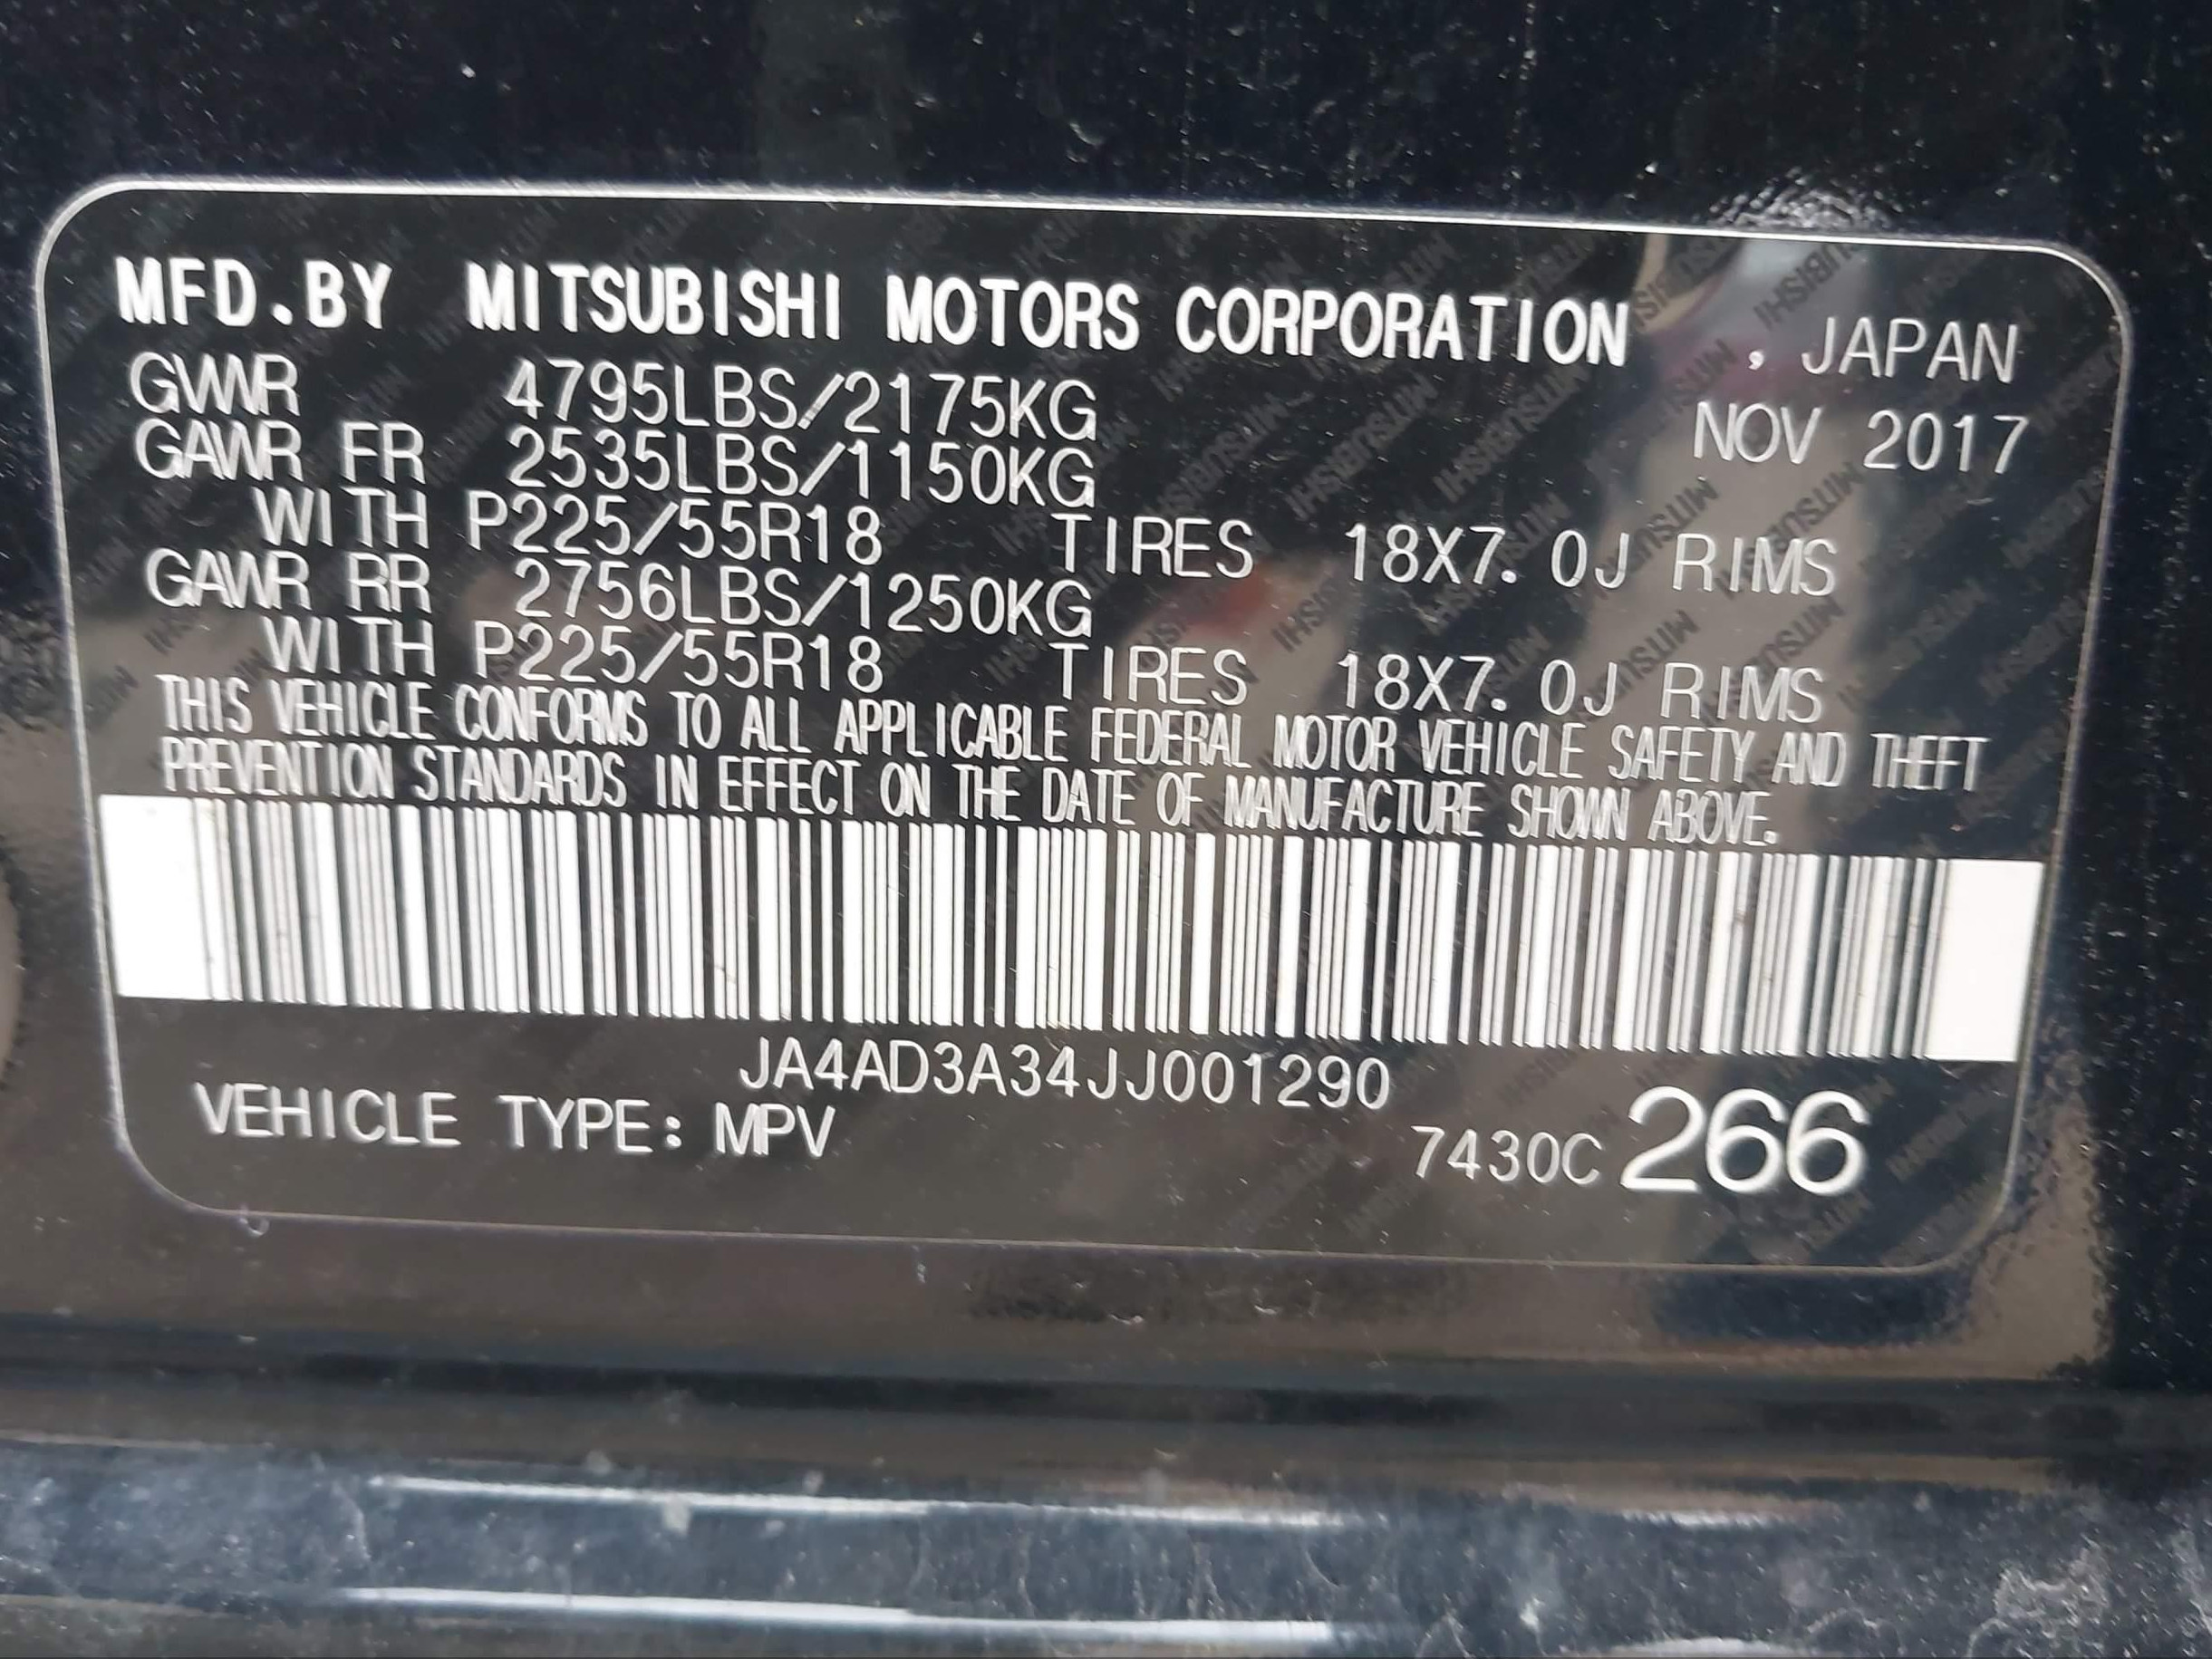 MFD.BY MITSUBISHI MOTORS CORPORATION , JAPAN
GVWR 4795LBS/2175KG NOV 2017
GAWR FR 2535LBS/1150KG
WITH P225/55R18 TIRES 18X7.0J RIMS
GAWR RR 2756LBS/1250KG
WITH P225/55R18 TIRES 18X7.0J RIMS
THIS VEHICLE CONFORMS TO ALL APPLICABLE FEDERAL MOTOR VEHICLE SAFETY AND THEFT
PREVENTION STANDARDS IN EFFECT ON THE DATE OF MANUFACTURE SHOWN ABOVE.
JA4AD3A34JJ001290
VEHICLE TYPE: MPV 7430C 266